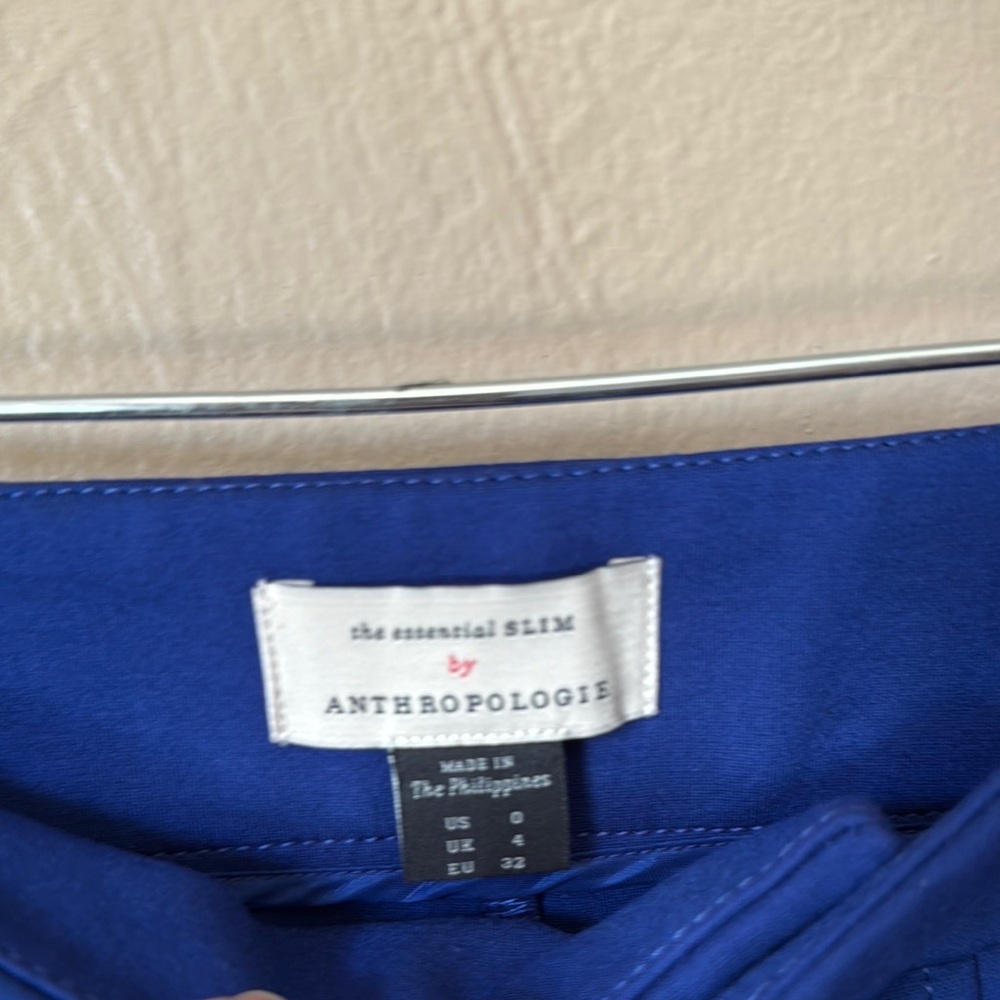 the essential SLIM
by
ANTHROPOLOGIE
MADE IN
The Philippines
US 0
UK 4
EU 32